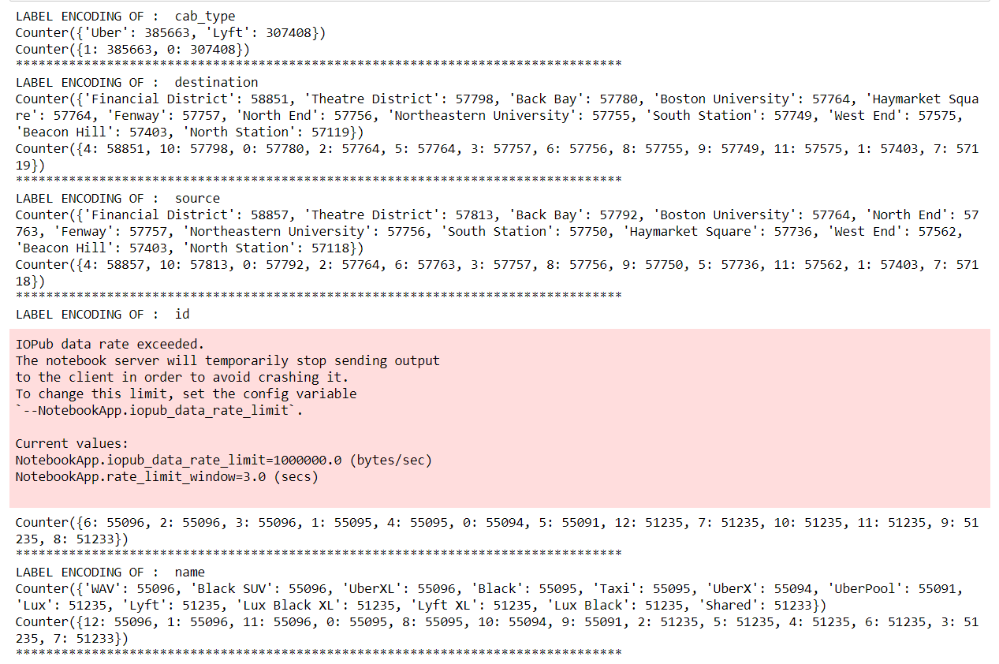 LABEL ENCODING OF :  cab_type
Counter({'Uber': 385663, 'Lyft': 307408})
Counter({1: 385663, 0: 307408})
********************************************************************************
LABEL ENCODING OF :  destination
Counter({'Financial District': 58851, 'Theatre District': 57798, 'Back Bay': 57780, 'Boston University': 57764, 'Haymarket Squa
re': 57764, 'Fenway': 57757, 'North End': 57756, 'Northeastern University': 57755, 'South Station': 57749, 'West End': 57575,
'Beacon Hill': 57403, 'North Station': 57119})
Counter({4: 58851, 10: 57798, 0: 57780, 2: 57764, 5: 57764, 3: 57757, 6: 57756, 8: 57755, 9: 57749, 11: 57575, 1: 57403, 7: 571
19})
********************************************************************************
LABEL ENCODING OF :  source
Counter({'Financial District': 58857, 'Theatre District': 57813, 'Back Bay': 57792, 'Boston University': 57764, 'North End': 57
763, 'Fenway': 57757, 'Northeastern University': 57756, 'South Station': 57750, 'Haymarket Square': 57736, 'West End': 57562,
'Beacon Hill': 57403, 'North Station': 57118})
Counter({4: 58857, 10: 57813, 0: 57792, 2: 57764, 6: 57763, 3: 57757, 8: 57756, 9: 57750, 5: 57736, 11: 57562, 1: 57403, 7: 571
18})
********************************************************************************
LABEL ENCODING OF :  id
IOPub data rate exceeded.
The notebook server will temporarily stop sending output
to the client in order to avoid crashing it.
To change this limit, set the config variable
`--NotebookApp.iopub_data_rate_limit`.
Current values:
NotebookApp.iopub_data_rate_limit=1000000.0 (bytes/sec)
NotebookApp.rate_limit_window=3.0 (secs)
Counter({6: 55096, 2: 55096, 3: 55096, 1: 55095, 4: 55095, 0: 55094, 5: 55091, 12: 51235, 7: 51235, 10: 51235, 11: 51235, 9: 51
235, 8: 51233})
********************************************************************************
LABEL ENCODING OF :  name
Counter({'WAV': 55096, 'Black SUV': 55096, 'UberXL': 55096, 'Black': 55095, 'Taxi': 55095, 'UberX': 55094, 'UberPool': 55091,
'Lux': 51235, 'Lyft': 51235, 'Lux Black XL': 51235, 'Lyft XL': 51235, 'Lux Black': 51235, 'Shared': 51233})
Counter({12: 55096, 1: 55096, 11: 55096, 0: 55095, 8: 55095, 10: 55094, 9: 55091, 2: 51235, 5: 51235, 4: 51235, 6: 51235, 3: 51
235, 7: 51233})
********************************************************************************